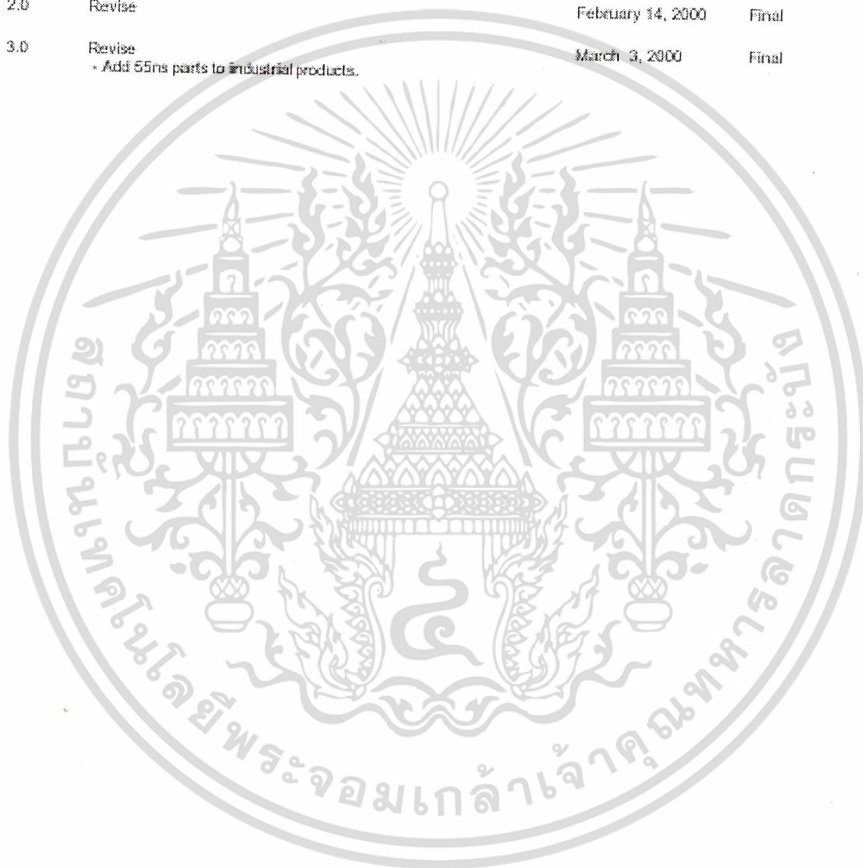 2.0 Revise February 14, 2000 Final
3.0 Revise March 3, 2000 Final
- Add 55ns parts to industrial products.
สถาบันเทคโนโลยีพระจอมเกล้าเจ้าคุณทหารลาดกระบัง
๔